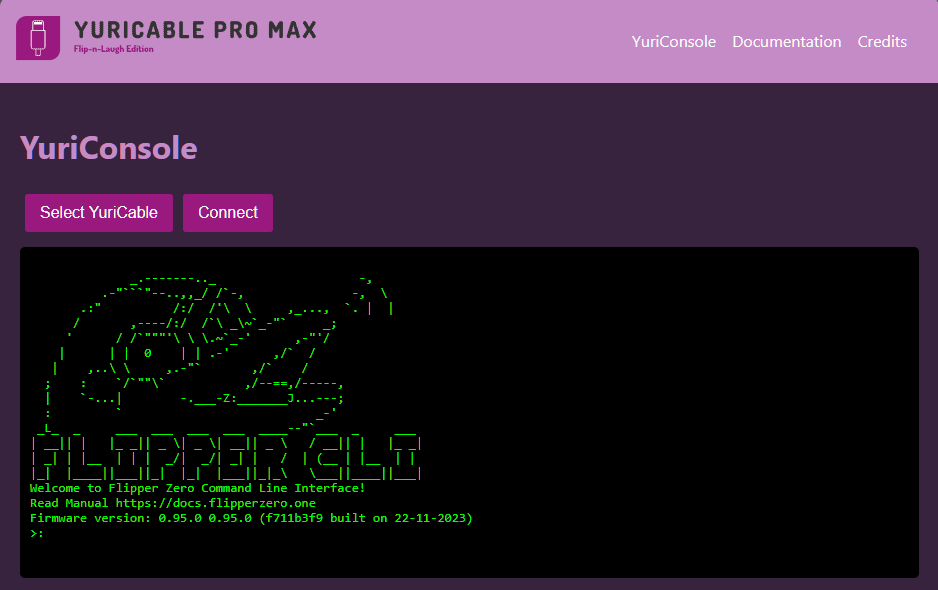 YURICABLE PRO MAX
Flip-n-Laugh Edition
YuriConsole
Documentation
Credits
YuriConsole
Select YuriCable
Connect
FLIPPER CLI
Welcome to Flipper Zero Command Line Interface!
Read Manual https://docs.flipperzero.one
Firmware version: 0.95.0 0.95.0 (f711b3f9 built on 22-11-2023)
>: